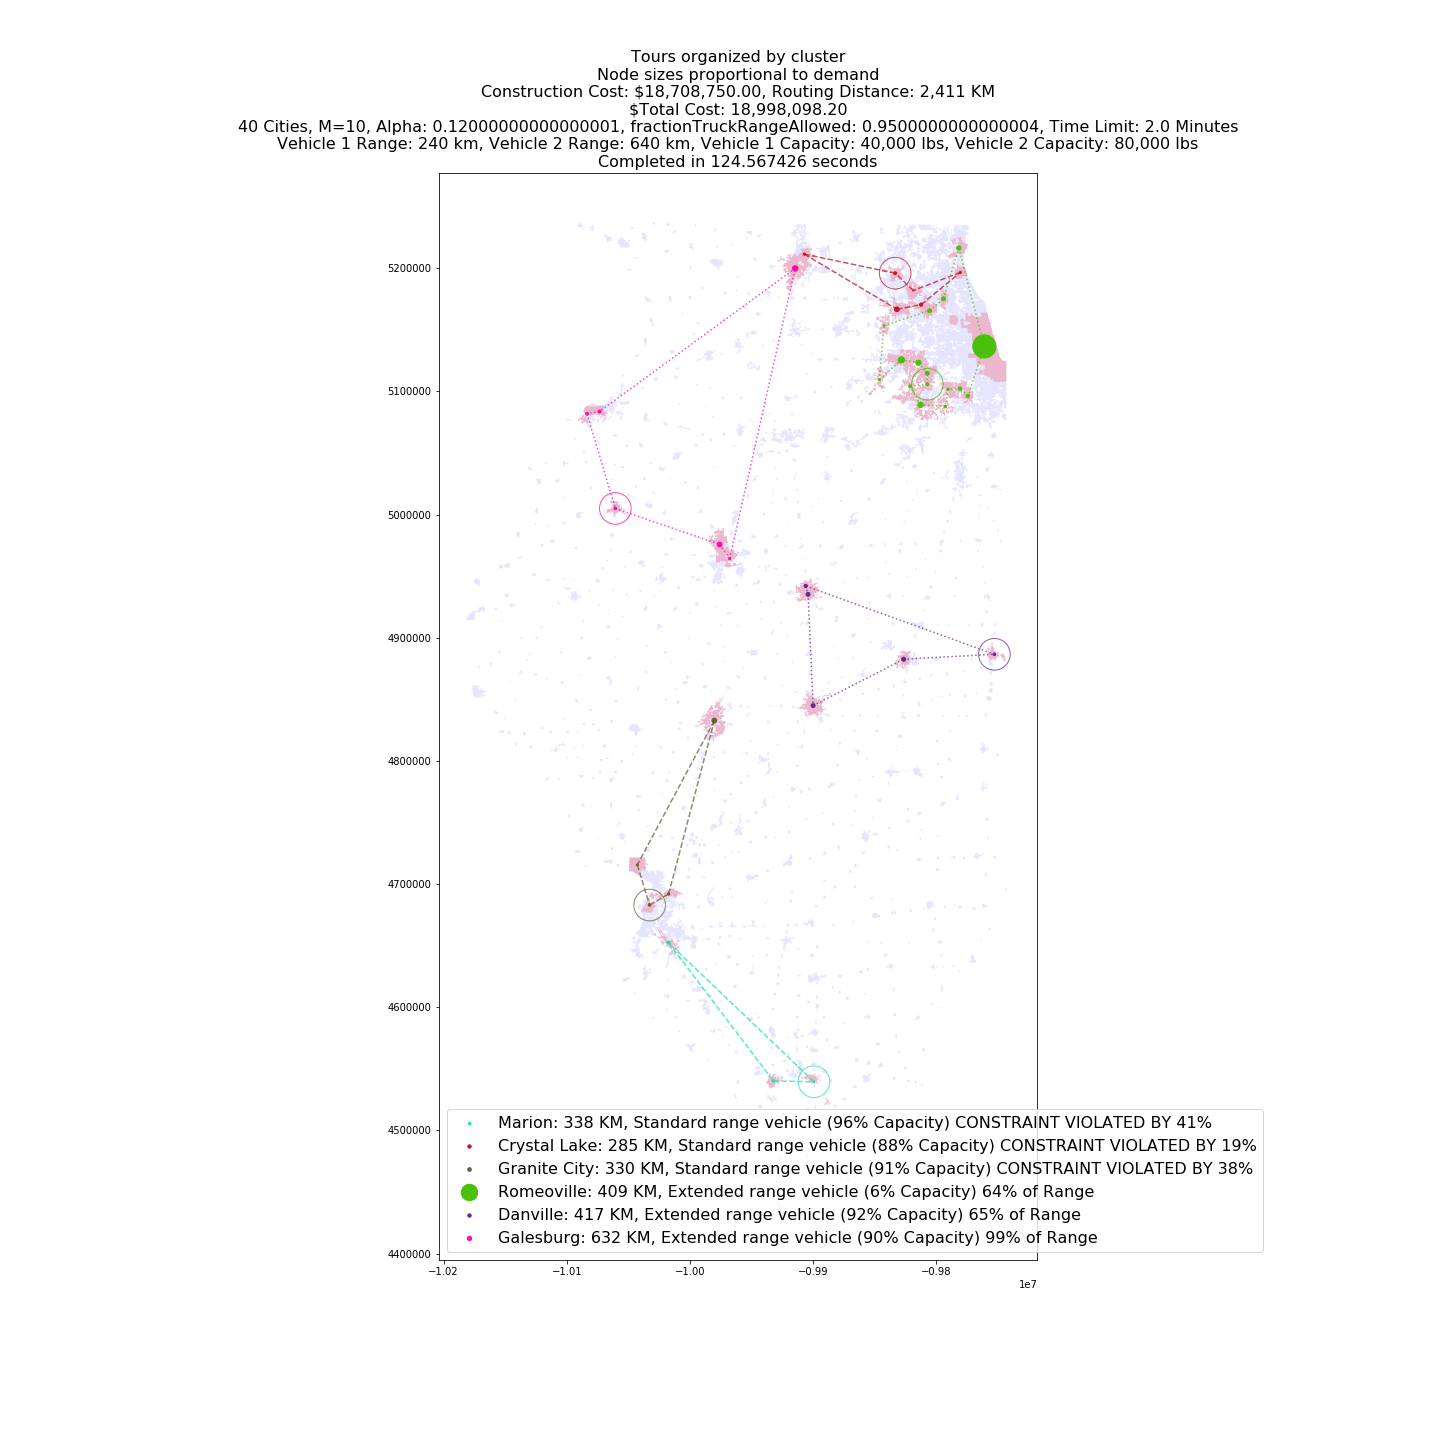 Tours organized by cluster
Node sizes proportional to demand
Construction Cost: $18,708,750.00, Routing Distance: 2,411 KM
$Total Cost: 18,998,098.20
40 Cities, M=10, Alpha: 0.12000000000000001, fractionTruckRangeAllowed: 0.9500000000000004, Time Limit: 2.0 Minutes
Vehicle 1 Range: 240 km, Vehicle 2 Range: 640 km, Vehicle 1 Capacity: 40,000 lbs, Vehicle 2 Capacity: 80,000 lbs
Completed in 124.567426 seconds
5200000
5100000
5000000
4900000
4800000
4700000
4600000
4500000
4400000
Marion: 338 KM, Standard range vehicle (96% Capacity) CONSTRAINT VIOLATED BY 41%
Crystal Lake: 285 KM, Standard range vehicle (88% Capacity) CONSTRAINT VIOLATED BY 19%
Granite City: 330 KM, Standard range vehicle (91% Capacity) CONSTRAINT VIOLATED BY 38%
Romeoville: 409 KM, Extended range vehicle (6% Capacity) 64% of Range
Danville: 417 KM, Extended range vehicle (92% Capacity) 65% of Range
Galesburg: 632 KM, Extended range vehicle (90% Capacity) 99% of Range
−1.02 −1.01 −1.00 −0.99 −0.98
1e7